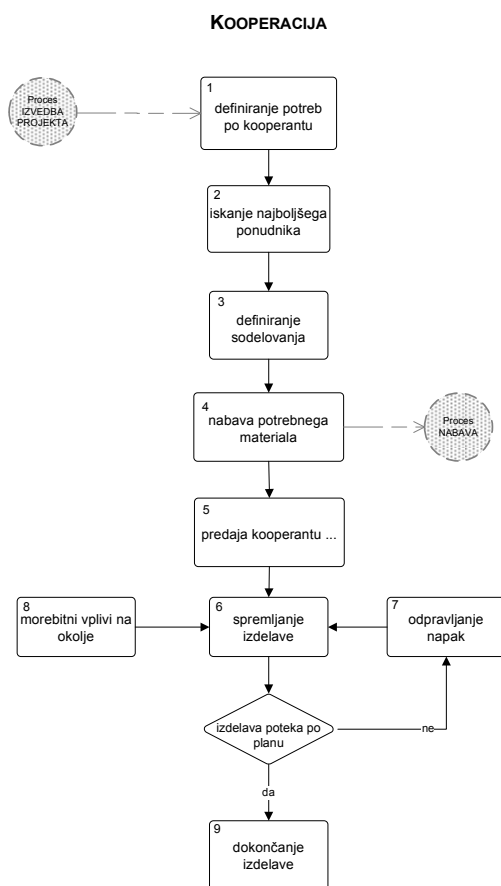 KOOPERACIJA
Proces
IZVEDBA
PROJEKTA
1
definiranje potreb
po kooperantu
2
iskanje najboljšega
ponudnika
3
definiranje
sodelovanja
4
nabava potrebnega
materiala
Proces
NABAVA
5
predaja kooperantu ...
8
morebitni vplivi na
okolje
6
spremljanje
izdelave
7
odpravljanje
napak
izdelava poteka po
planu
ne
da
9
dokončanje
izdelave